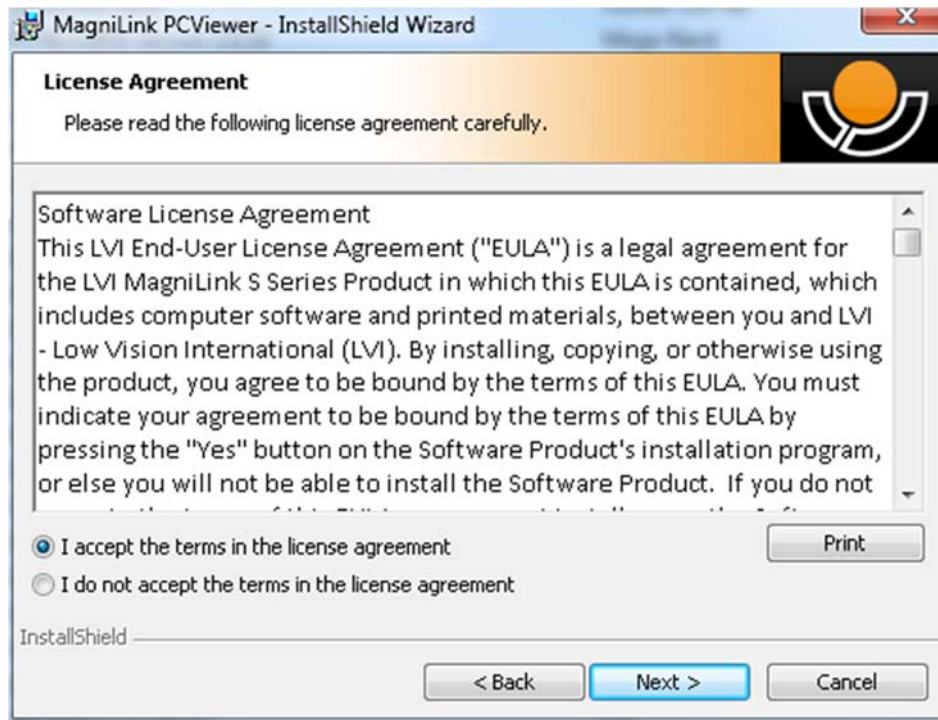 MagniLink PCViewer - InstallShield Wizard
License Agreement
Please read the following license agreement carefully.
Software License Agreement
This LVI End-User License Agreement ("EULA") is a legal agreement for
the LVI MagniLink S Series Product in which this EULA is contained, which
includes computer software and printed materials, between you and LVI
- Low Vision International (LVI). By installing, copying, or otherwise using
the product, you agree to be bound by the terms of this EULA. You must
indicate your agreement to be bound by the terms of this EULA by
pressing the "Yes" button on the Software Product's installation program,
or else you will not be able to install the Software Product. If you do not
I accept the terms in the license agreement
Print
I do not accept the terms in the license agreement
InstallShield
< Back
Next >
Cancel